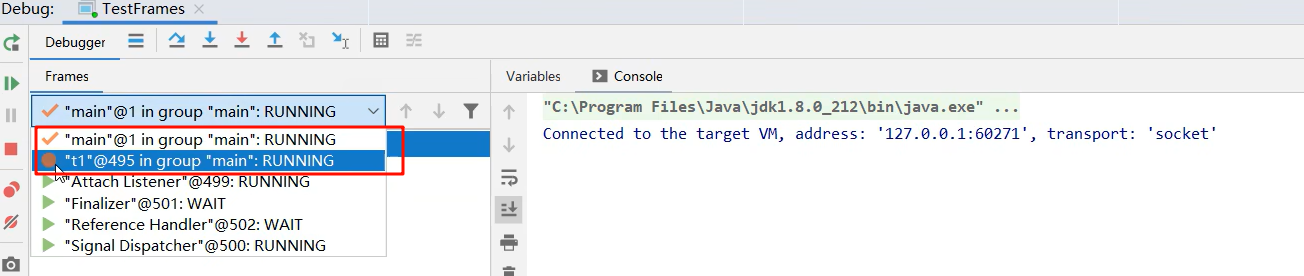 Debug: TestFrames
Debugger
Frames
"main"@1 in group "main": RUNNING
"main"@1 in group "main": RUNNING
"t1"@495 in group "main": RUNNING
"Attach Listener"@499: RUNNING
"Finalizer"@501: WAIT
"Reference Handler"@502: WAIT
"Signal Dispatcher"@500: RUNNING
Variables Console
"C:\Program Files\Java\jdk1.8.0_212\bin\java.exe" ...
Connected to the target VM, address: '127.0.0.1:60271', transport: 'socket'